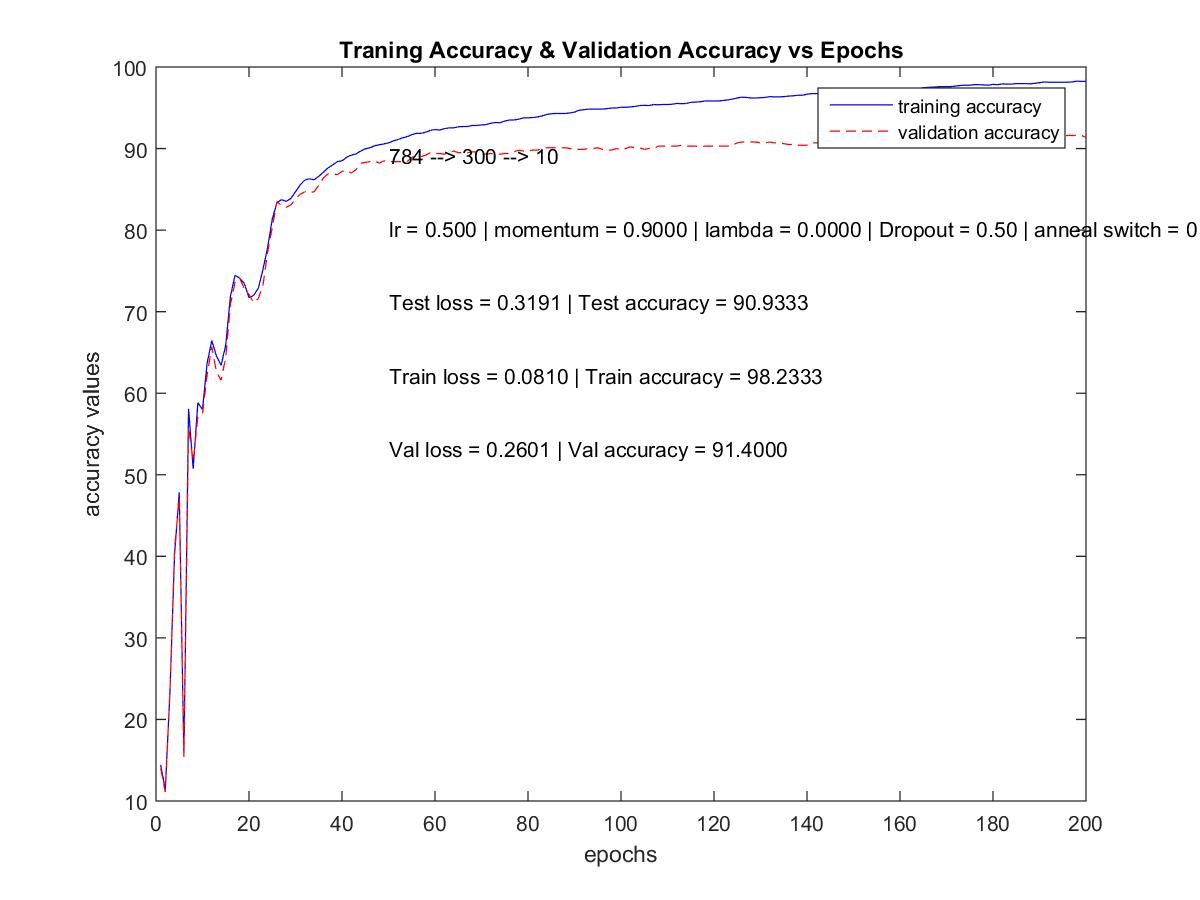 Traning Accuracy & Validation Accuracy vs Epochs
100
90
80
70
60
50
40
30
20
10
accuracy values
training accuracy
validation accuracy
784 --> 300 --> 10
lr = 0.500 | momentum = 0.9000 | lambda = 0.0000 | Dropout = 0.50 | anneal switch = 0
Test loss = 0.3191 | Test accuracy = 90.9333
Train loss = 0.0810 | Train accuracy = 98.2333
Val loss = 0.2601 | Val accuracy = 91.4000
0 20 40 60 80 100 120 140 160 180 200
epochs